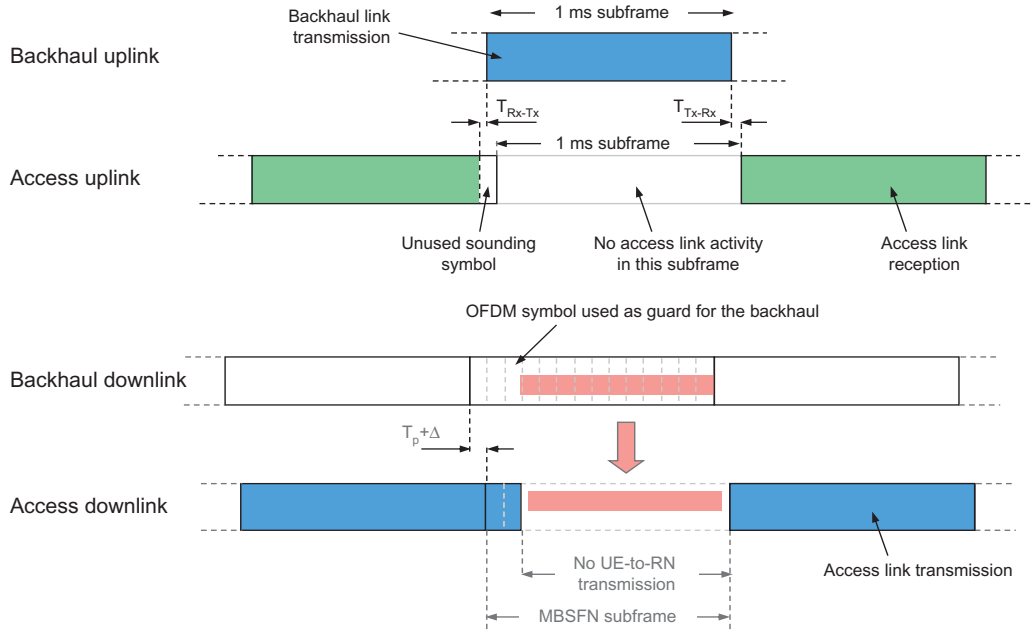 1 ms subframe
Backhaul link
transmission
Backhaul uplink
T_Rx-Tx
T_Tx-Rx
1 ms subframe
Access uplink
Unused sounding
symbol
No access link activity
in this subframe
Access link
reception
OFDM symbol used as guard for the backhaul
Backhaul downlink
T_p+Δ
Access downlink
No UE-to-RN
transmission
Access link transmission
MBSFN subframe